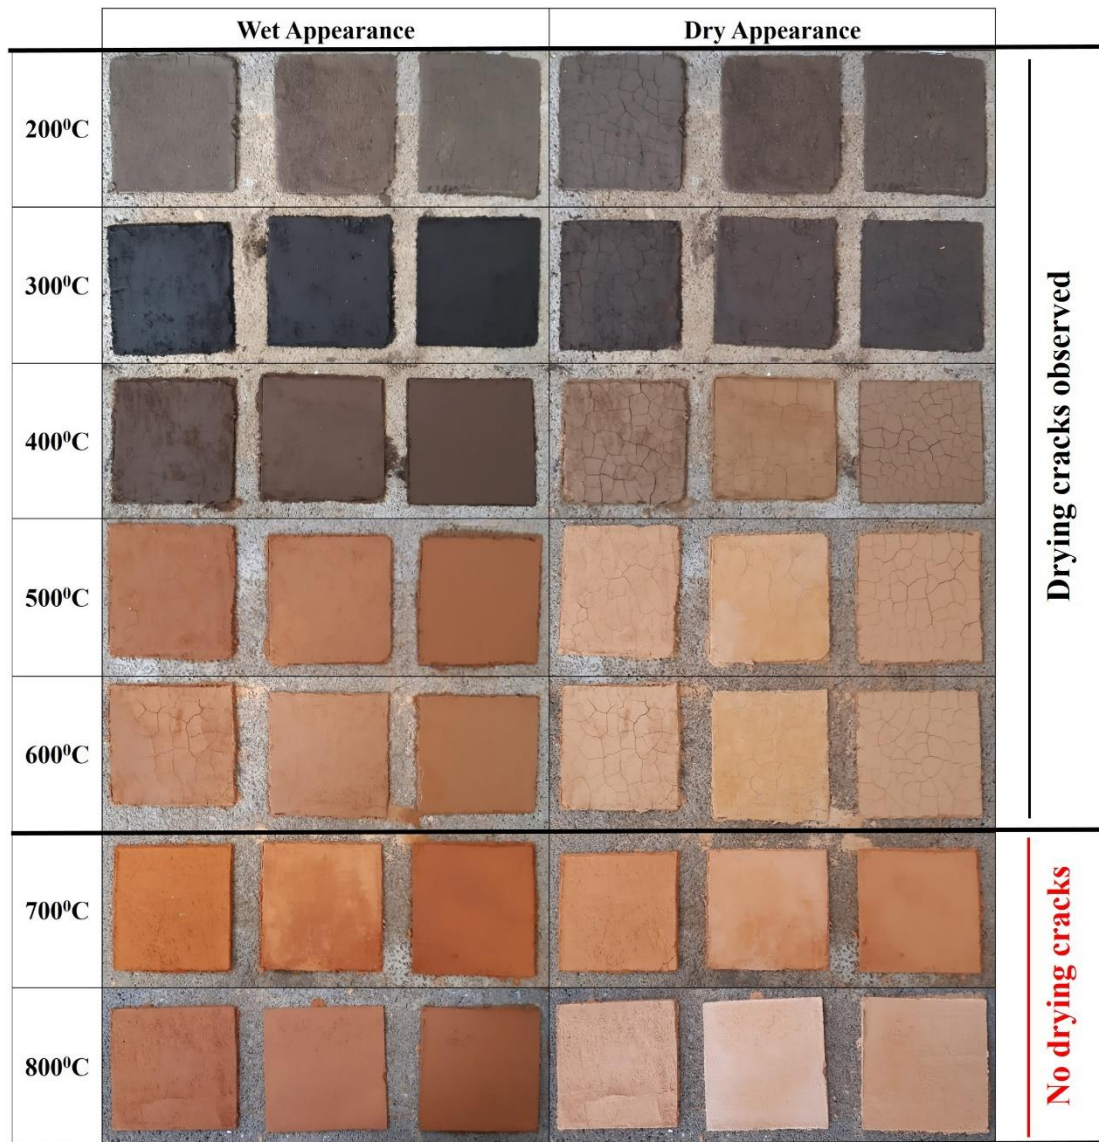 Wet Appearance
Dry Appearance
200⁰C
300⁰C
400⁰C
500⁰C
600⁰C
700⁰C
800⁰C
Drying cracks observed
No drying cracks